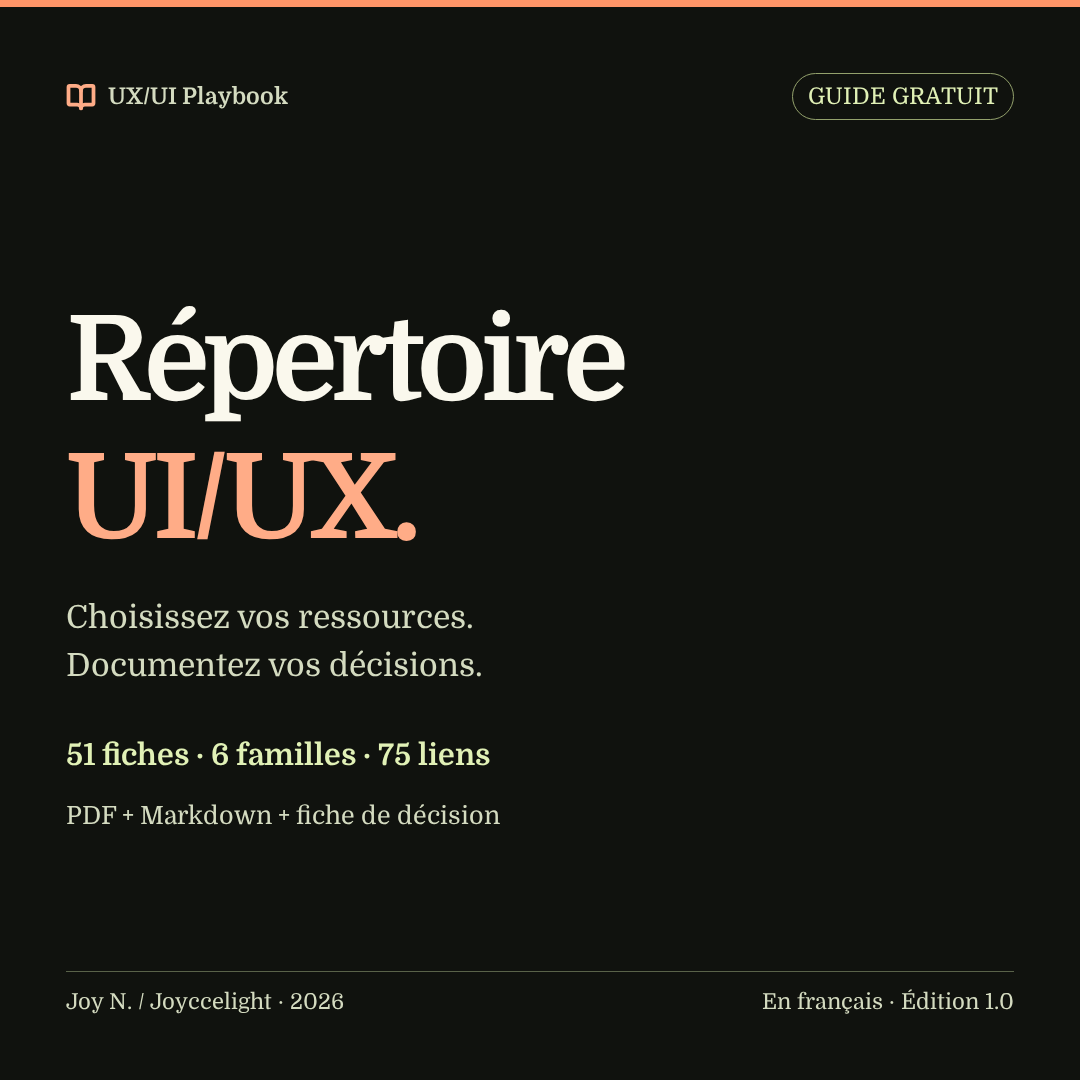 UX/UI Playbook
GUIDE GRATUIT
Répertoire
UI/UX.
Choisissez vos ressources.
Documentez vos décisions.
51 fiches · 6 familles · 75 liens
PDF + Markdown + fiche de décision
Joy N. / Joyccelight · 2026
En français · Édition 1.0